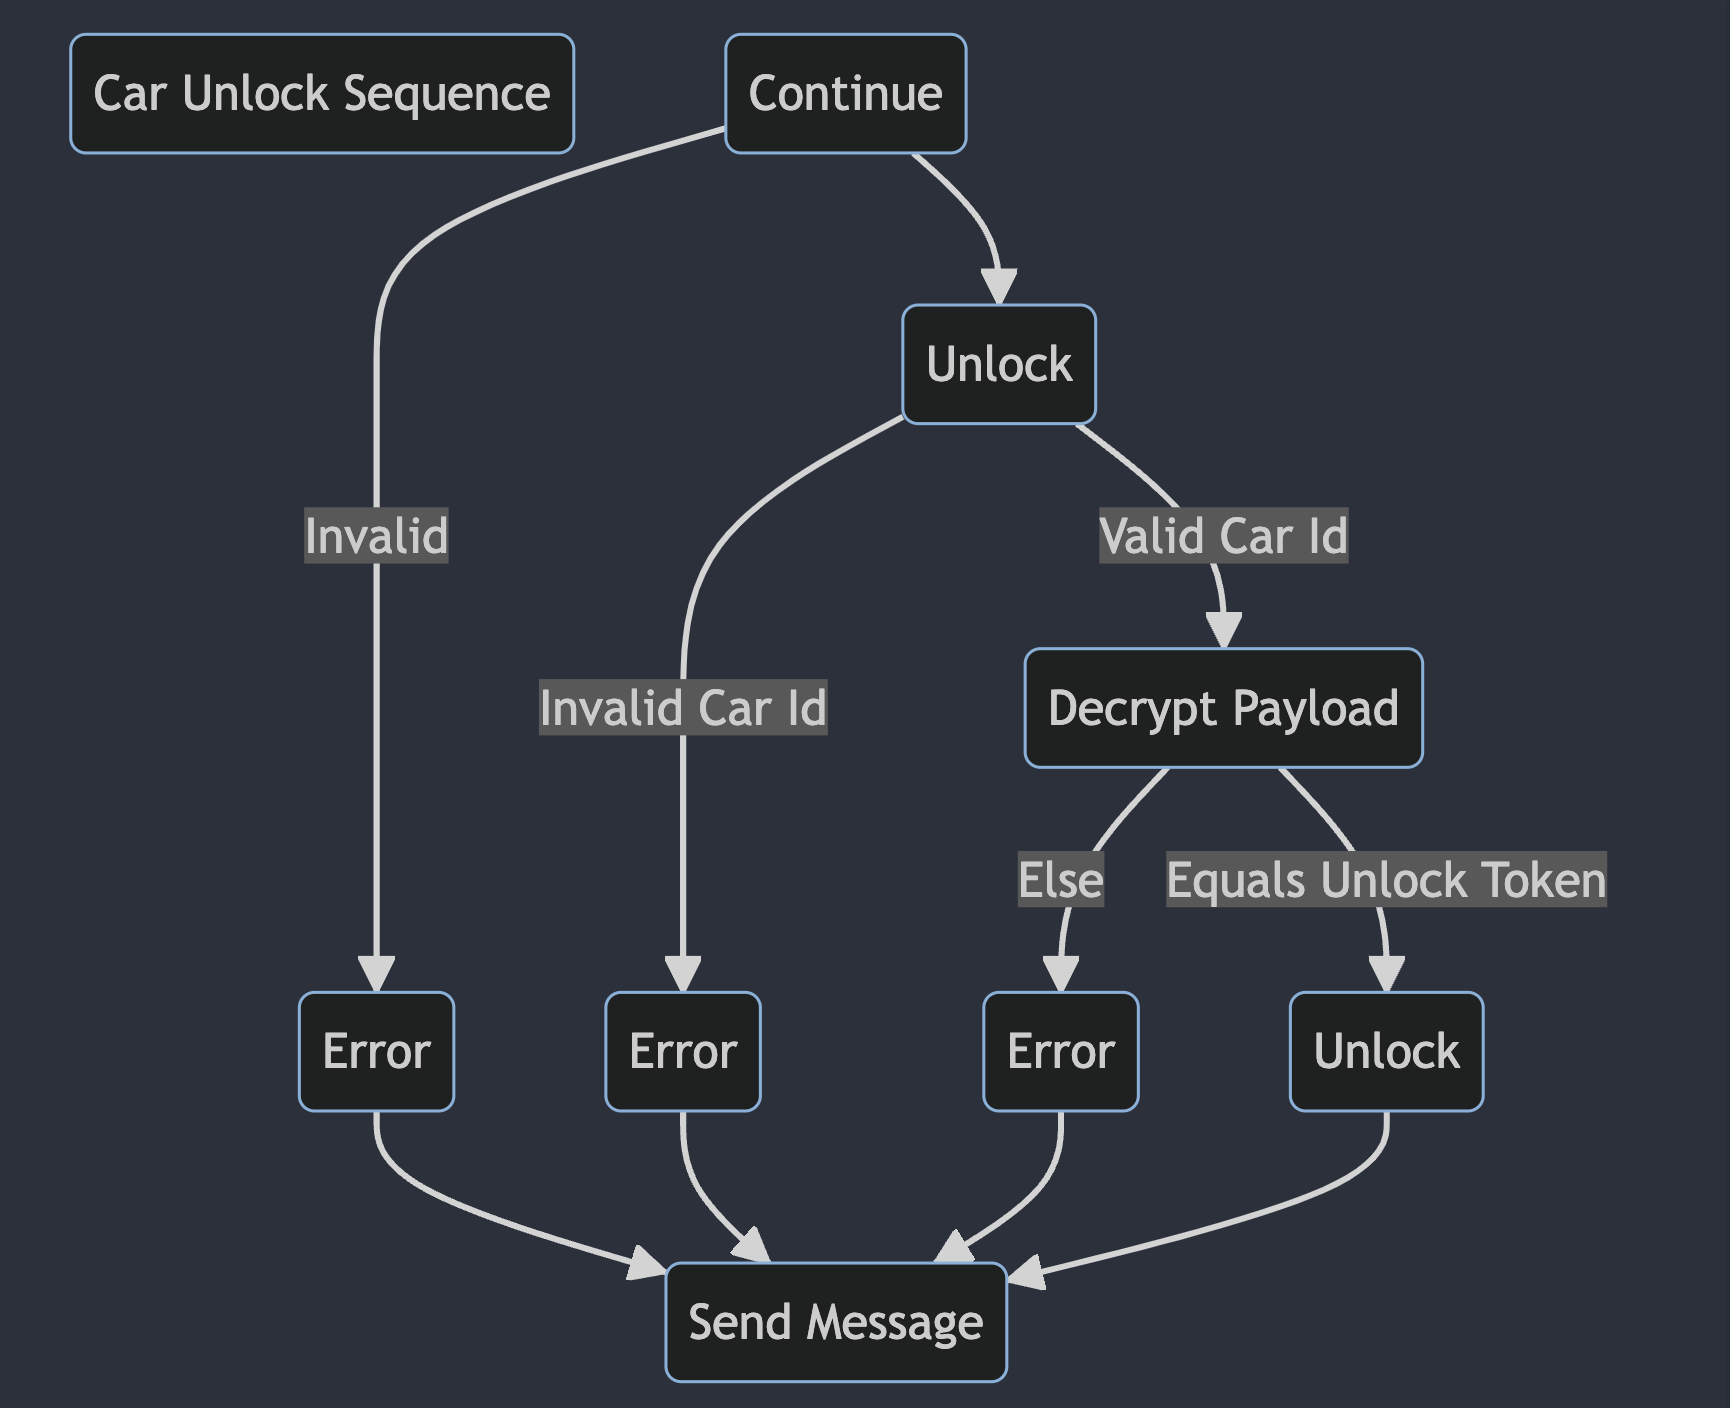 Car Unlock Sequence
Continue
Unlock
Invalid
Valid Car Id
Invalid Car Id
Decrypt Payload
Else
Equals Unlock Token
Error
Error
Error
Unlock
Send Message